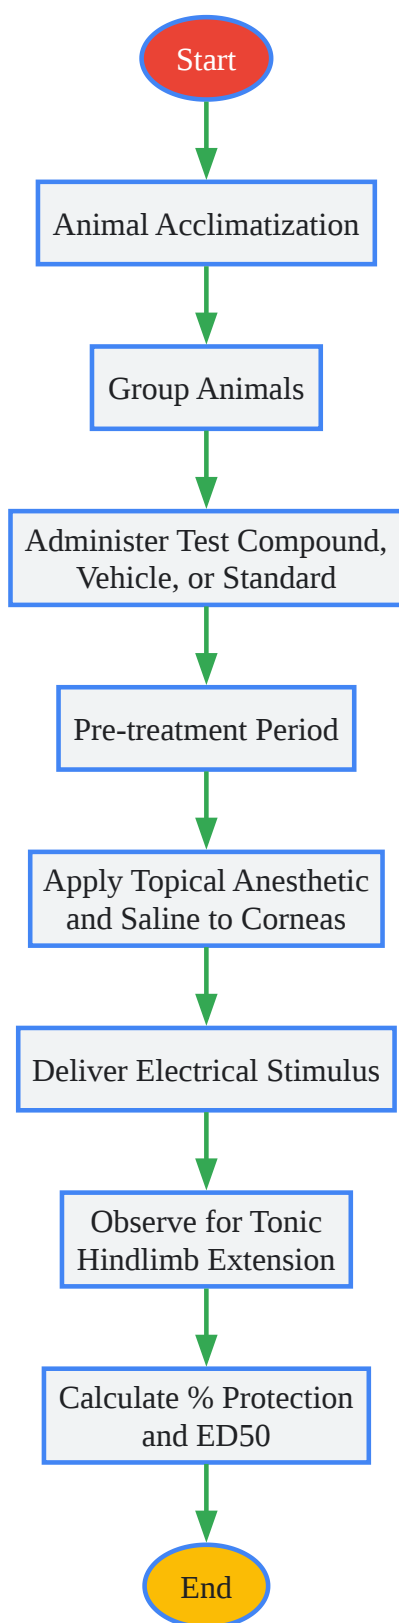 Start
Animal Acclimatization
Group Animals
Administer Test Compound,
Vehicle, or Standard
Pre-treatment Period
Apply Topical Anesthetic
and Saline to Corneas
Deliver Electrical Stimulus
Observe for Tonic
Hindlimb Extension
Calculate % Protection
and ED50
End